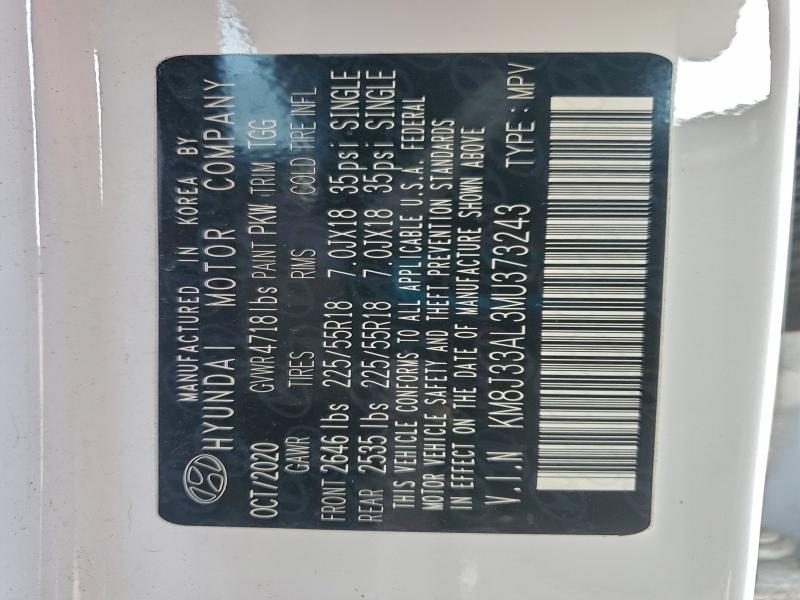 MANUFACTURED IN KOREA BY
HYUNDAI MOTOR COMPANY
OCT/2020 GVWR 4718 lbs PAINT PKW TRIM TGG
GAWR TIRES RMS COLD TIRE INFL
FRONT 2646 lbs 225/55R18 7.0JX18 35psi SINGLE
REAR 2535 lbs 225/55R18 7.0JX18 35psi SINGLE
THIS VEHICLE CONFORMS TO ALL APPLICABLE U.S.A. FEDERAL
MOTOR VEHICLE SAFETY AND THEFT PREVENTION STANDARDS
IN EFFECT ON THE DATE OF MANUFACTURE SHOWN ABOVE
V.I.N KM8J33AL3MU373243 TYPE : MPV